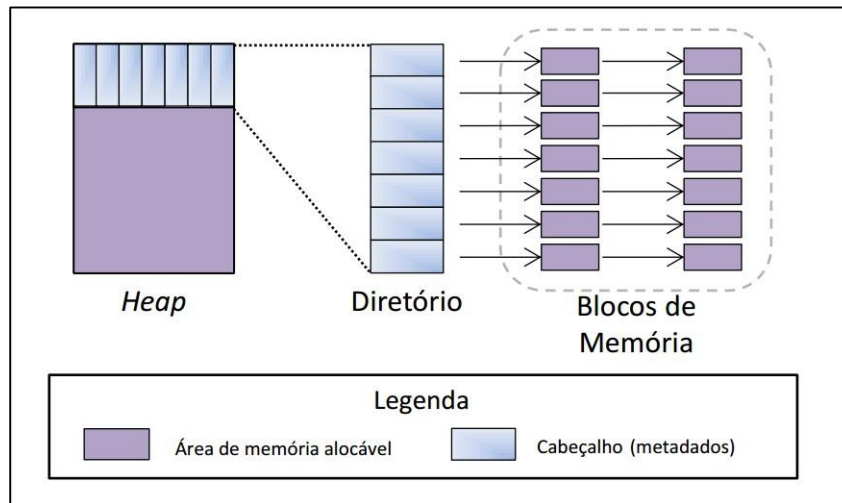 Heap
Diretório
Blocos de
Memória
Legenda
Área de memória alocável
Cabeçalho (metadados)